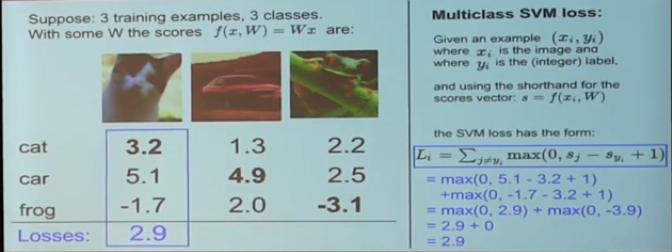 Suppose: 3 training examples, 3 classes.
With some W the scores f(x, W) = Wx are:
cat 3.2 1.3 2.2
car 5.1 4.9 2.5
frog -1.7 2.0 -3.1
Losses: 2.9
Multiclass SVM loss:
Given an example (x_i, y_i)
where x_i is the image and
where y_i is the (integer) label,
and using the shorthand for the
scores vector: s = f(x_i, W)
the SVM loss has the form:
L_i = ∑_{j≠y_i} max(0, s_j − s_{y_i} + 1)
= max(0, 5.1 - 3.2 + 1)
+max(0, -1.7 - 3.2 + 1)
= max(0, 2.9) + max(0, -3.9)
= 2.9 + 0
= 2.9